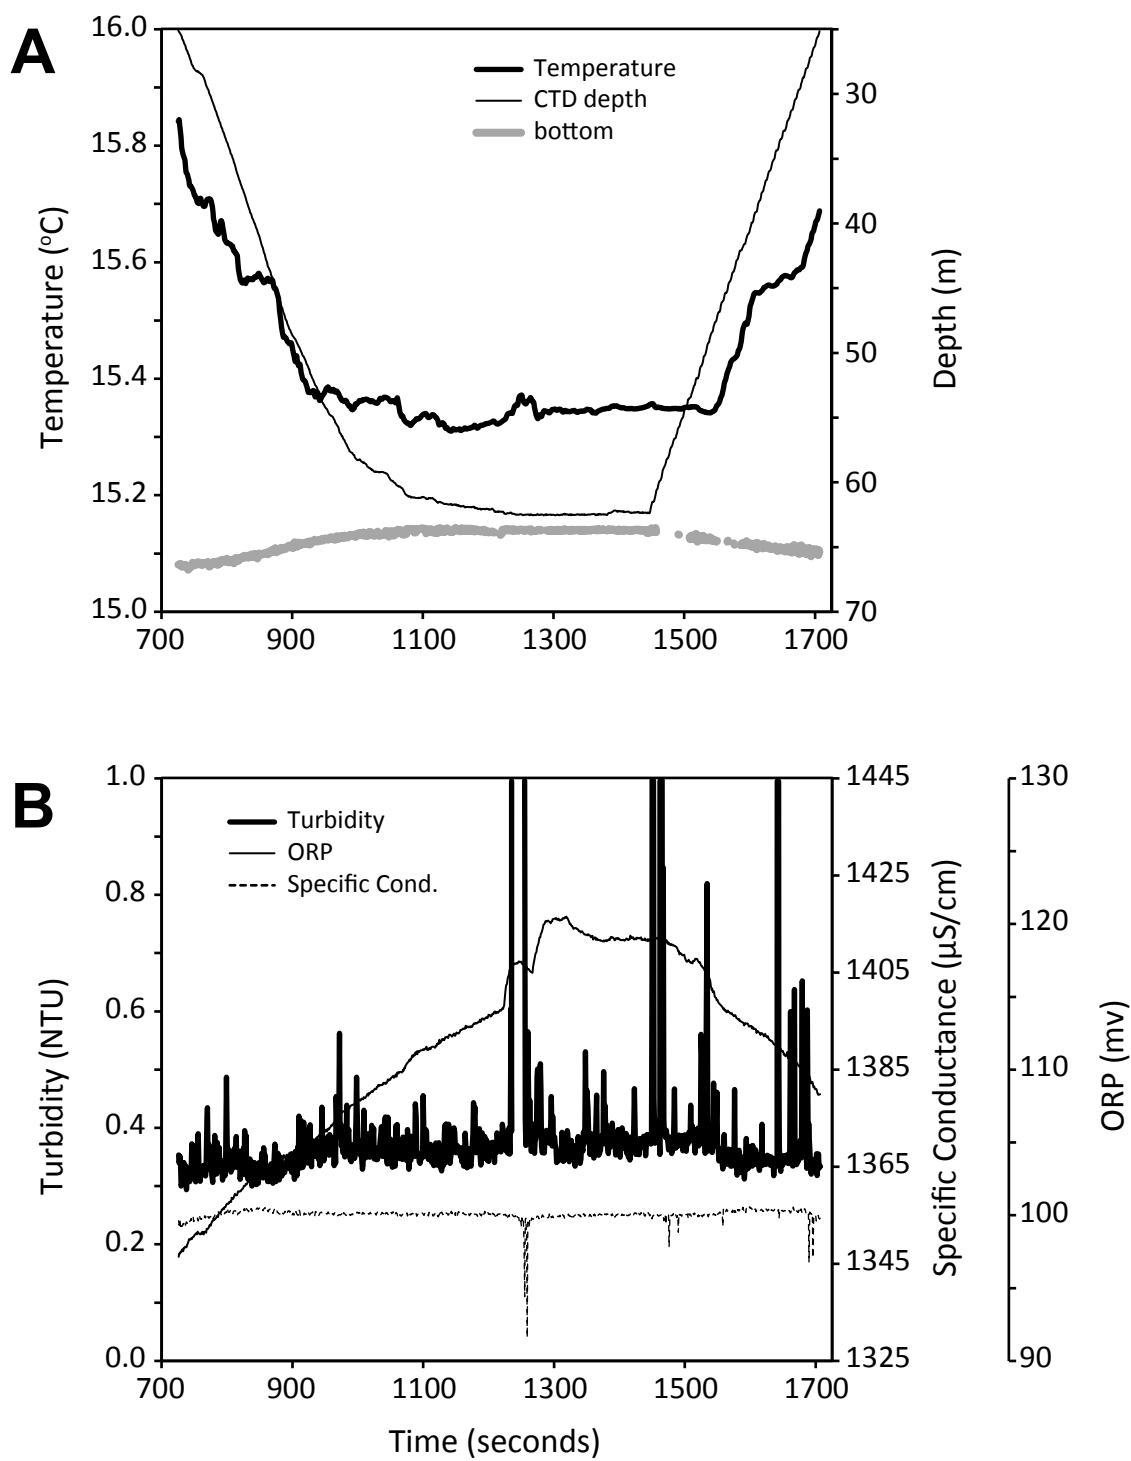 A
16.0
15.8
15.6
15.4
15.2
15.0
Temperature (ºC)
Temperature
CTD depth
bottom
30
40
50
60
70
Depth (m)
700 900 1100 1300 1500 1700
B
1.0
0.8
0.6
0.4
0.2
0.0
Turbidity (NTU)
Turbidity
ORP
Specific Cond.
1445
1425
1405
1385
1365
1345
1325
Specific Conductance (µS/cm)
130
120
110
100
90
ORP (mv)
700 900 1100 1300 1500 1700
Time (seconds)